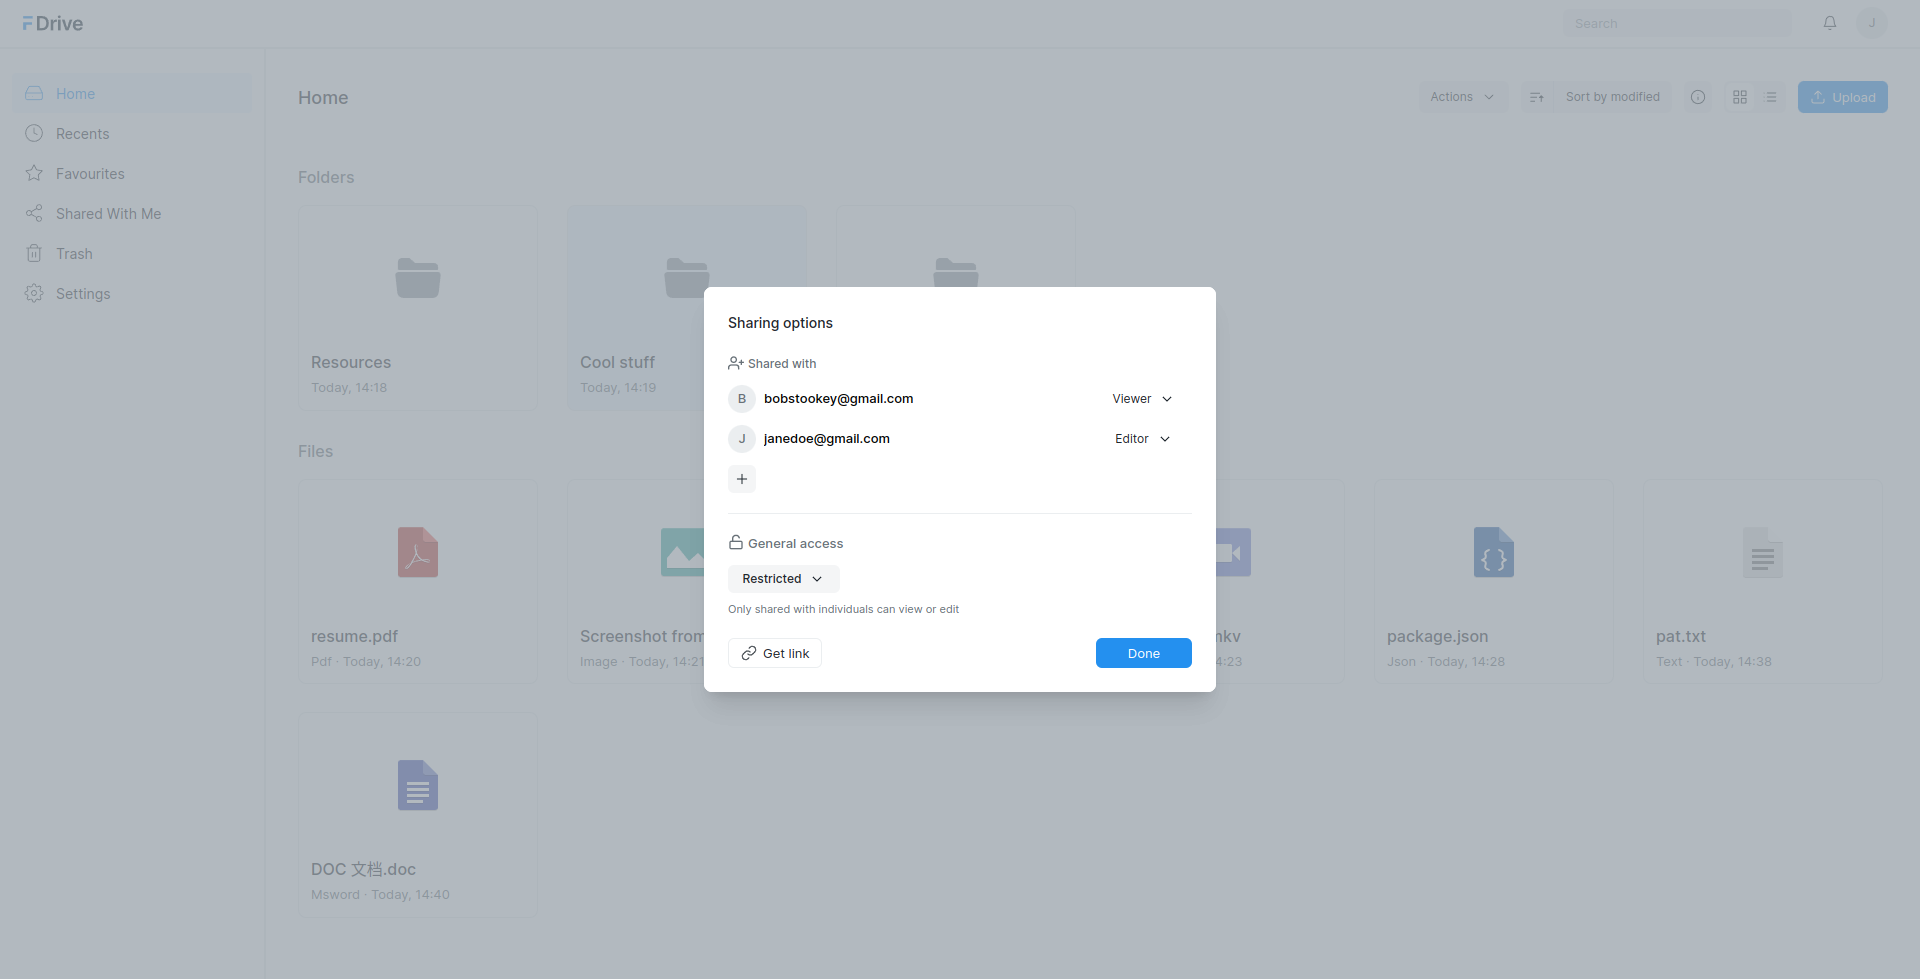 Drive
Search
J
Home
Recents
Favourites
Shared With Me
Trash
Settings
Home
Actions
Sort by modified
Upload
Folders
Resources
Today, 14:18
Cool stuff
Today, 14:19
Files
resume.pdf
Pdf · Today, 14:20
Screenshot from
Image · Today, 14:21
mkv
4:23
package.json
Json · Today, 14:28
pat.txt
Text · Today, 14:38
DOC 文档.doc
Msword · Today, 14:40
Sharing options
Shared with
B bobstookey@gmail.com Viewer
J janedoe@gmail.com Editor
General access
Restricted
Only shared with individuals can view or edit
Get link
Done